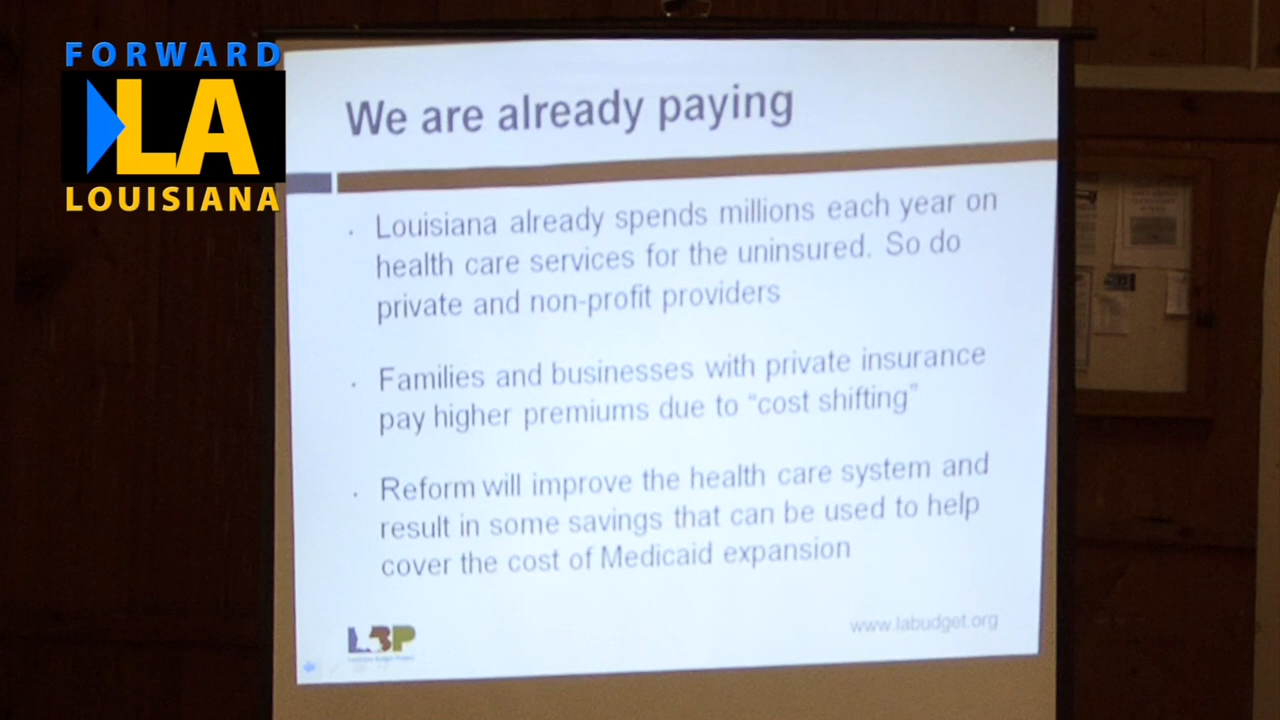 FORWARD
LA
LOUISIANA
We are already paying
· Louisiana already spends millions each year on
health care services for the uninsured. So do
private and non-profit providers
· Families and businesses with private insurance
pay higher premiums due to “cost shifting”
· Reform will improve the health care system and
result in some savings that can be used to help
cover the cost of Medicaid expansion
LBP
www.labudget.org